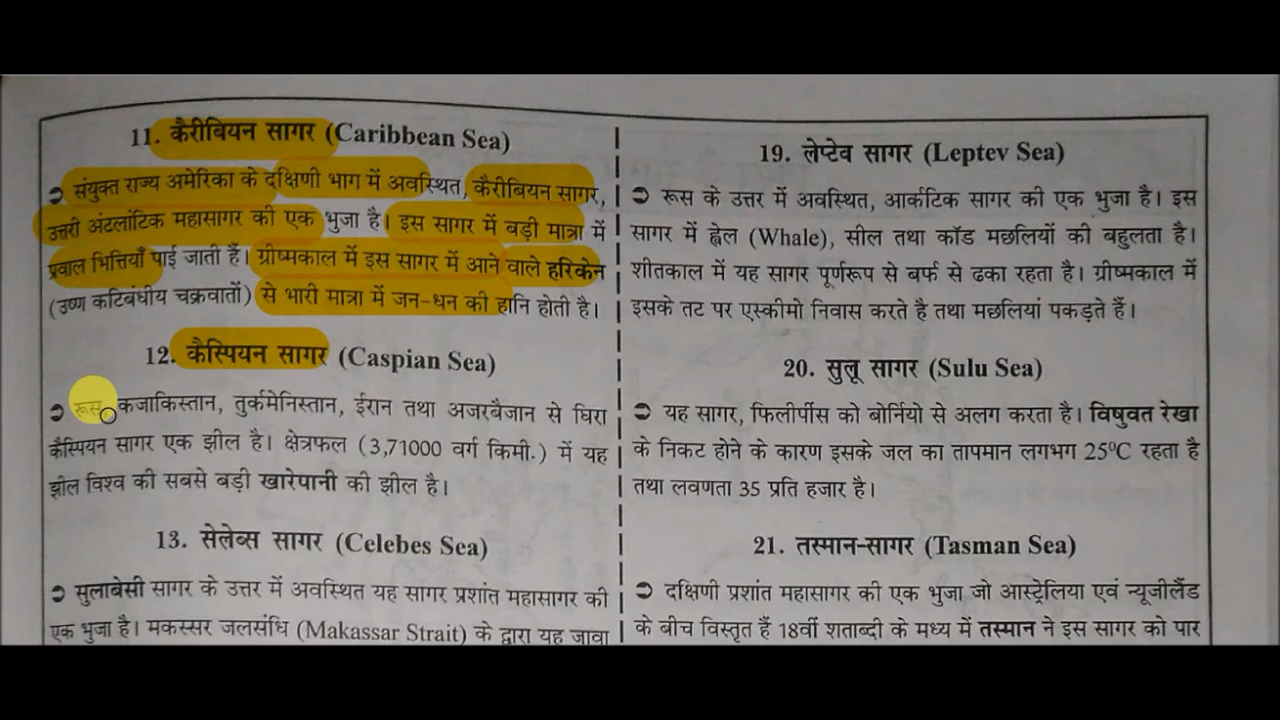 11. कैरीबियन सागर (Caribbean Sea)
➲ संयुक्त राज्य अमेरिका के दक्षिणी भाग में अवस्थित, कैरीबियन सागर,
उत्तरी अंटलांटिक महासागर की एक भुजा है। इस सागर में बड़ी मात्रा में
प्रवाल भित्तियाँ पाई जाती हैं। ग्रीष्मकाल में इस सागर में आने वाले हरिकेन
(उष्ण कटिबंधीय चक्रवातों) से भारी मात्रा में जन-धन की हानि होती है।
12. कैस्पियन सागर (Caspian Sea)
➲ रूस, कजाकिस्तान, तुर्कमेनिस्तान, ईरान तथा अजरबैजान से घिरा
कैस्पियन सागर एक झील है। क्षेत्रफल (3,71000 वर्ग किमी.) में यह
झील विश्व की सबसे बड़ी खारेपानी की झील है।
13. सेलेब्स सागर (Celebes Sea)
➲ सुलाबेसी सागर के उत्तर में अवस्थित यह सागर प्रशांत महासागर की
एक भुजा है। मकस्सर जलसंधि (Makassar Strait) के द्वारा यह जावा
19. लेप्टेव सागर (Leptev Sea)
➲ रूस के उत्तर में अवस्थित, आर्कटिक सागर की एक भुजा है। इस
सागर में ह्वेल (Whale), सील तथा कॉड मछलियों की बहुलता है।
शीतकाल में यह सागर पूर्णरूप से बर्फ से ढका रहता है। ग्रीष्मकाल में
इसके तट पर एस्कीमो निवास करते है तथा मछलियां पकड़ते हैं।
20. सुलू सागर (Sulu Sea)
➲ यह सागर, फिलीर्पीस को बोर्नियो से अलग करता है। विषुवत रेखा
के निकट होने के कारण इसके जल का तापमान लगभग 25⁰C रहता है
तथा लवणता 35 प्रति हजार है।
21. तस्मान-सागर (Tasman Sea)
➲ दक्षिणी प्रशांत महासागर की एक भुजा जो आस्ट्रेलिया एवं न्यूजीलैंड
के बीच विस्तृत हैं 18वीं शताब्दी के मध्य में तस्मान ने इस सागर को पार